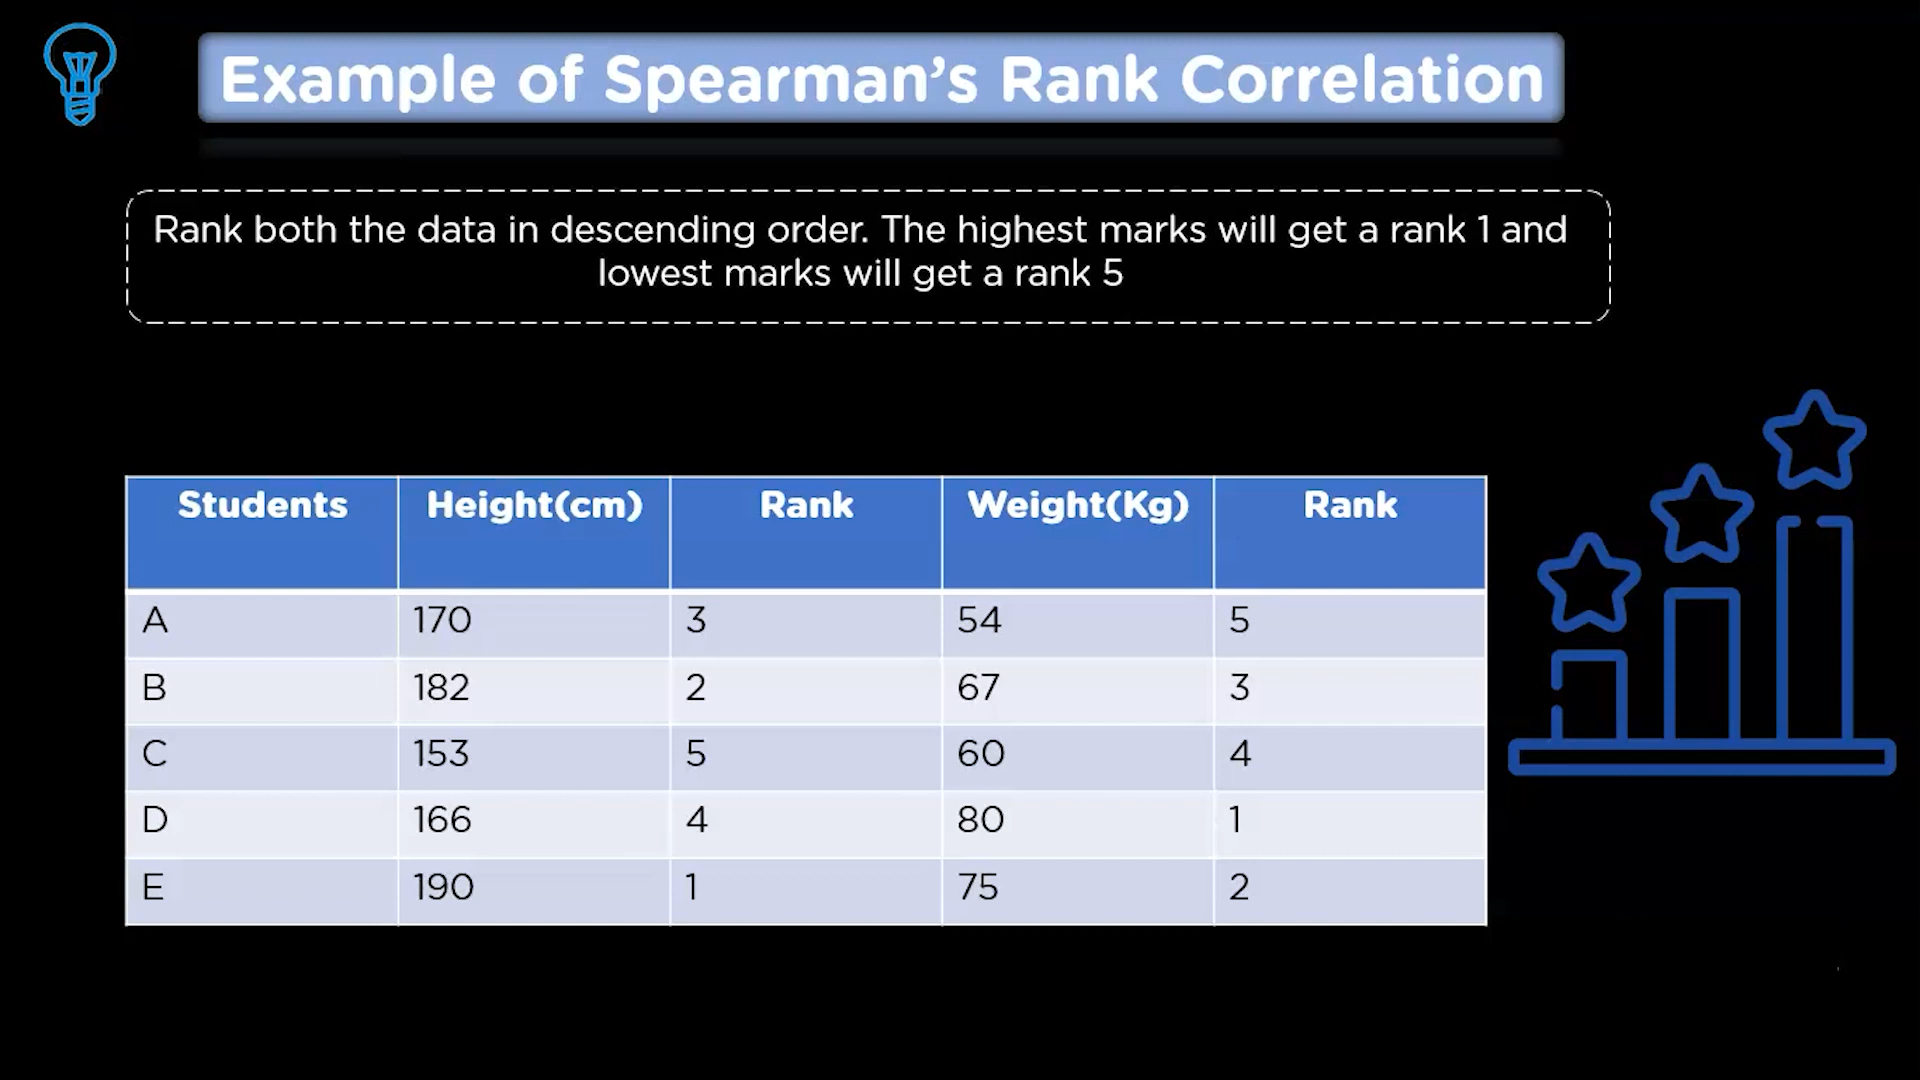 Example of Spearman’s Rank Correlation
Rank both the data in descending order. The highest marks will get a rank 1 and
lowest marks will get a rank 5
Students Height(cm) Rank Weight(Kg) Rank
A 170 3 54 5
B 182 2 67 3
C 153 5 60 4
D 166 4 80 1
E 190 1 75 2